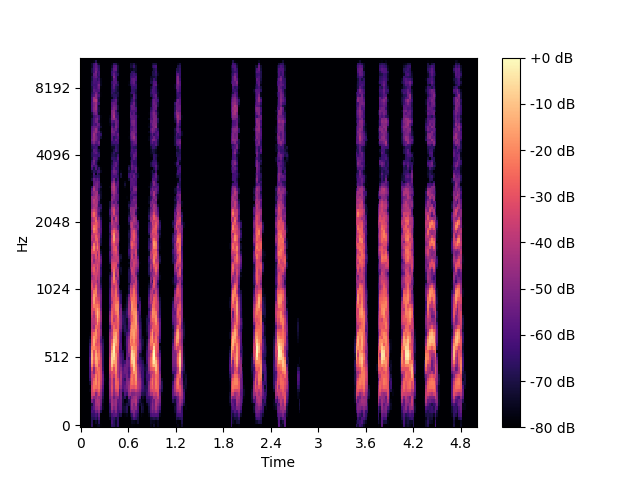 +0 dB
8192
-10 dB
4096
-20 dB
-30 dB
2048
Hz
-40 dB
1024
-50 dB
-60 dB
512
-70 dB
0
-80 dB
0 0.6 1.2 1.8 2.4 3 3.6 4.2 4.8
Time